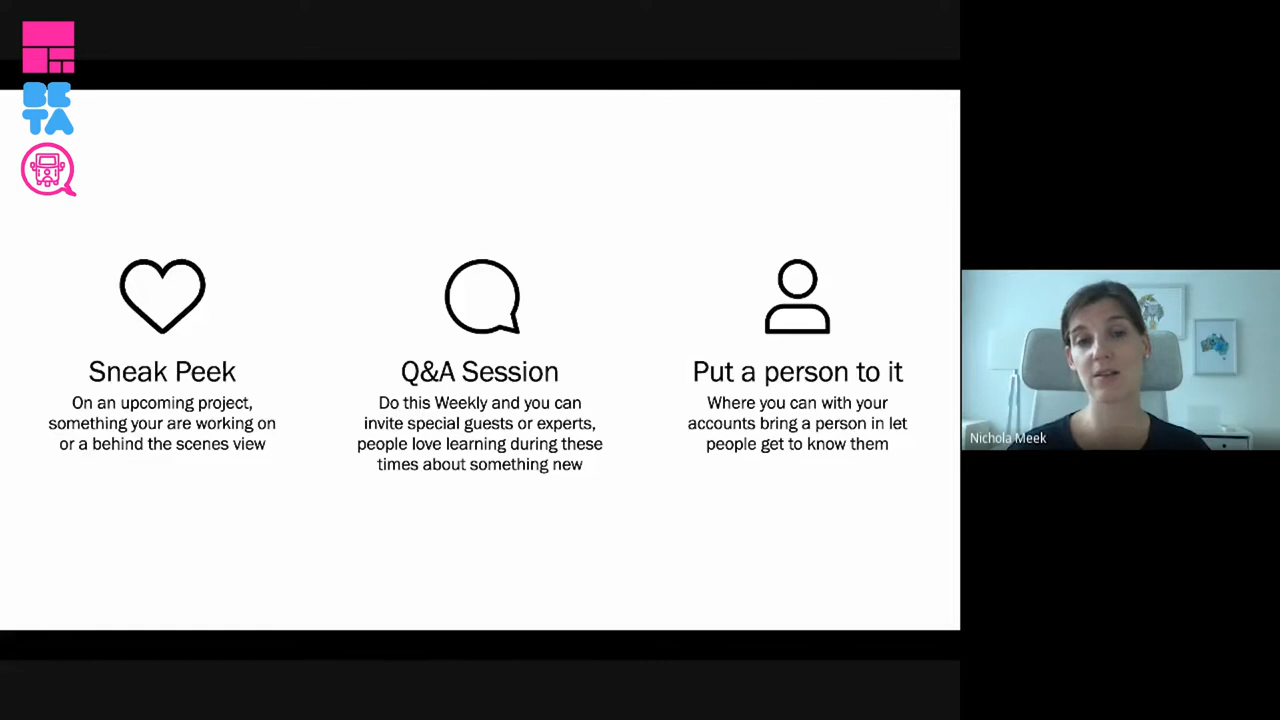 BE
TA
Sneak Peek
On an upcoming project,
something your are working on
or a behind the scenes view
Q&A Session
Do this Weekly and you can
invite special guests or experts,
people love learning during these
times about something new
Put a person to it
Where you can with your
accounts bring a person in let
people get to know them
Nichola Meek